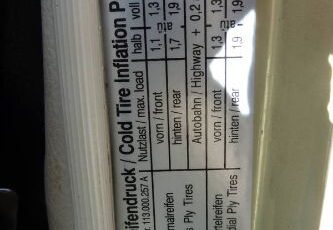 ifendruck / Cold Tire Inflation P
r. 113.000.257 A
Nutzlast / max. load
halb
voll
maireifen
s Ply Tires
vorn / front
1,1
1,3
hinten / rear
1,7
1,9
Autobahn / Highway + 0,2
telreifen
dial Ply Tires
vorn / front
1,3
1,3
hinten / rear
1,9
1,9